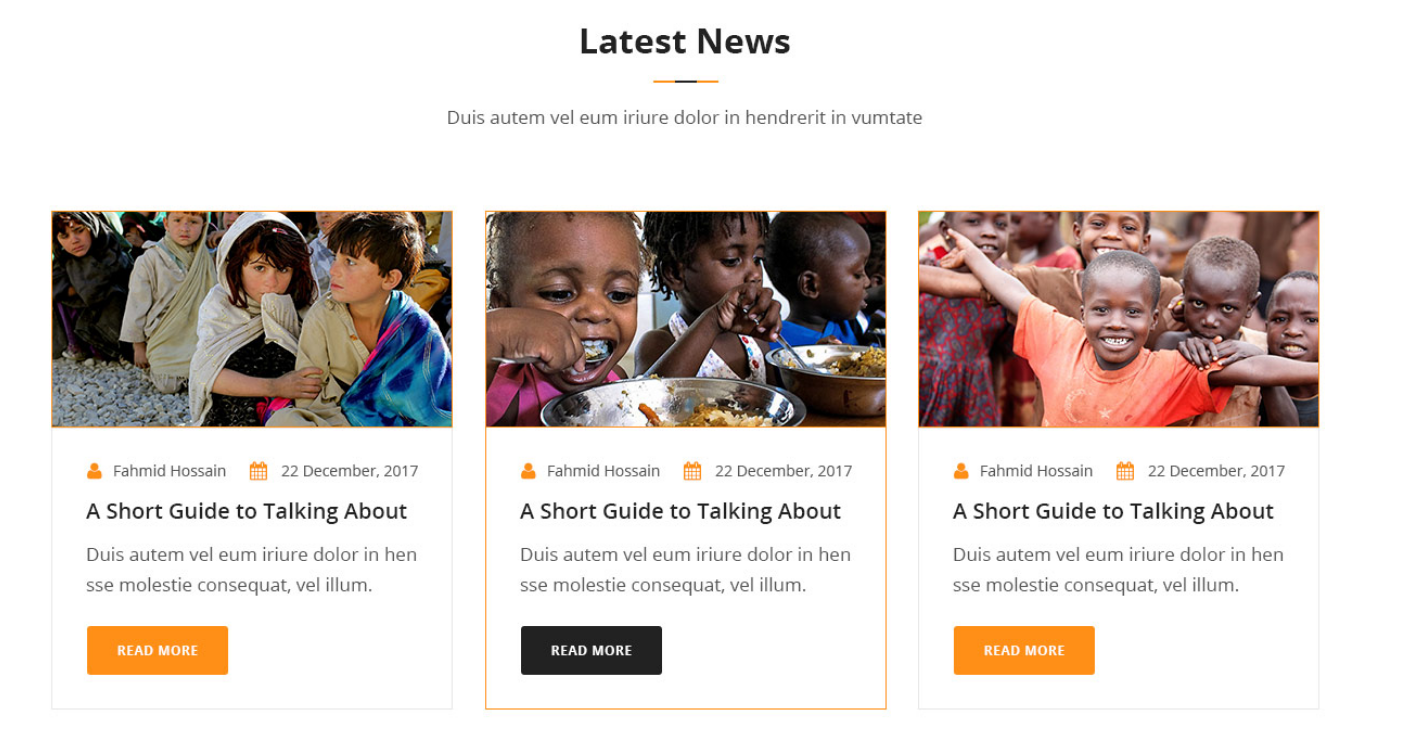 Latest News
Duis autem vel eum iriure dolor in hendrerit in vumtate
Fahmid Hossain 22 December, 2017
A Short Guide to Talking About
Duis autem vel eum iriure dolor in hen
sse molestie consequat, vel illum.
READ MORE
Fahmid Hossain 22 December, 2017
A Short Guide to Talking About
Duis autem vel eum iriure dolor in hen
sse molestie consequat, vel illum.
READ MORE
Fahmid Hossain 22 December, 2017
A Short Guide to Talking About
Duis autem vel eum iriure dolor in hen
sse molestie consequat, vel illum.
READ MORE